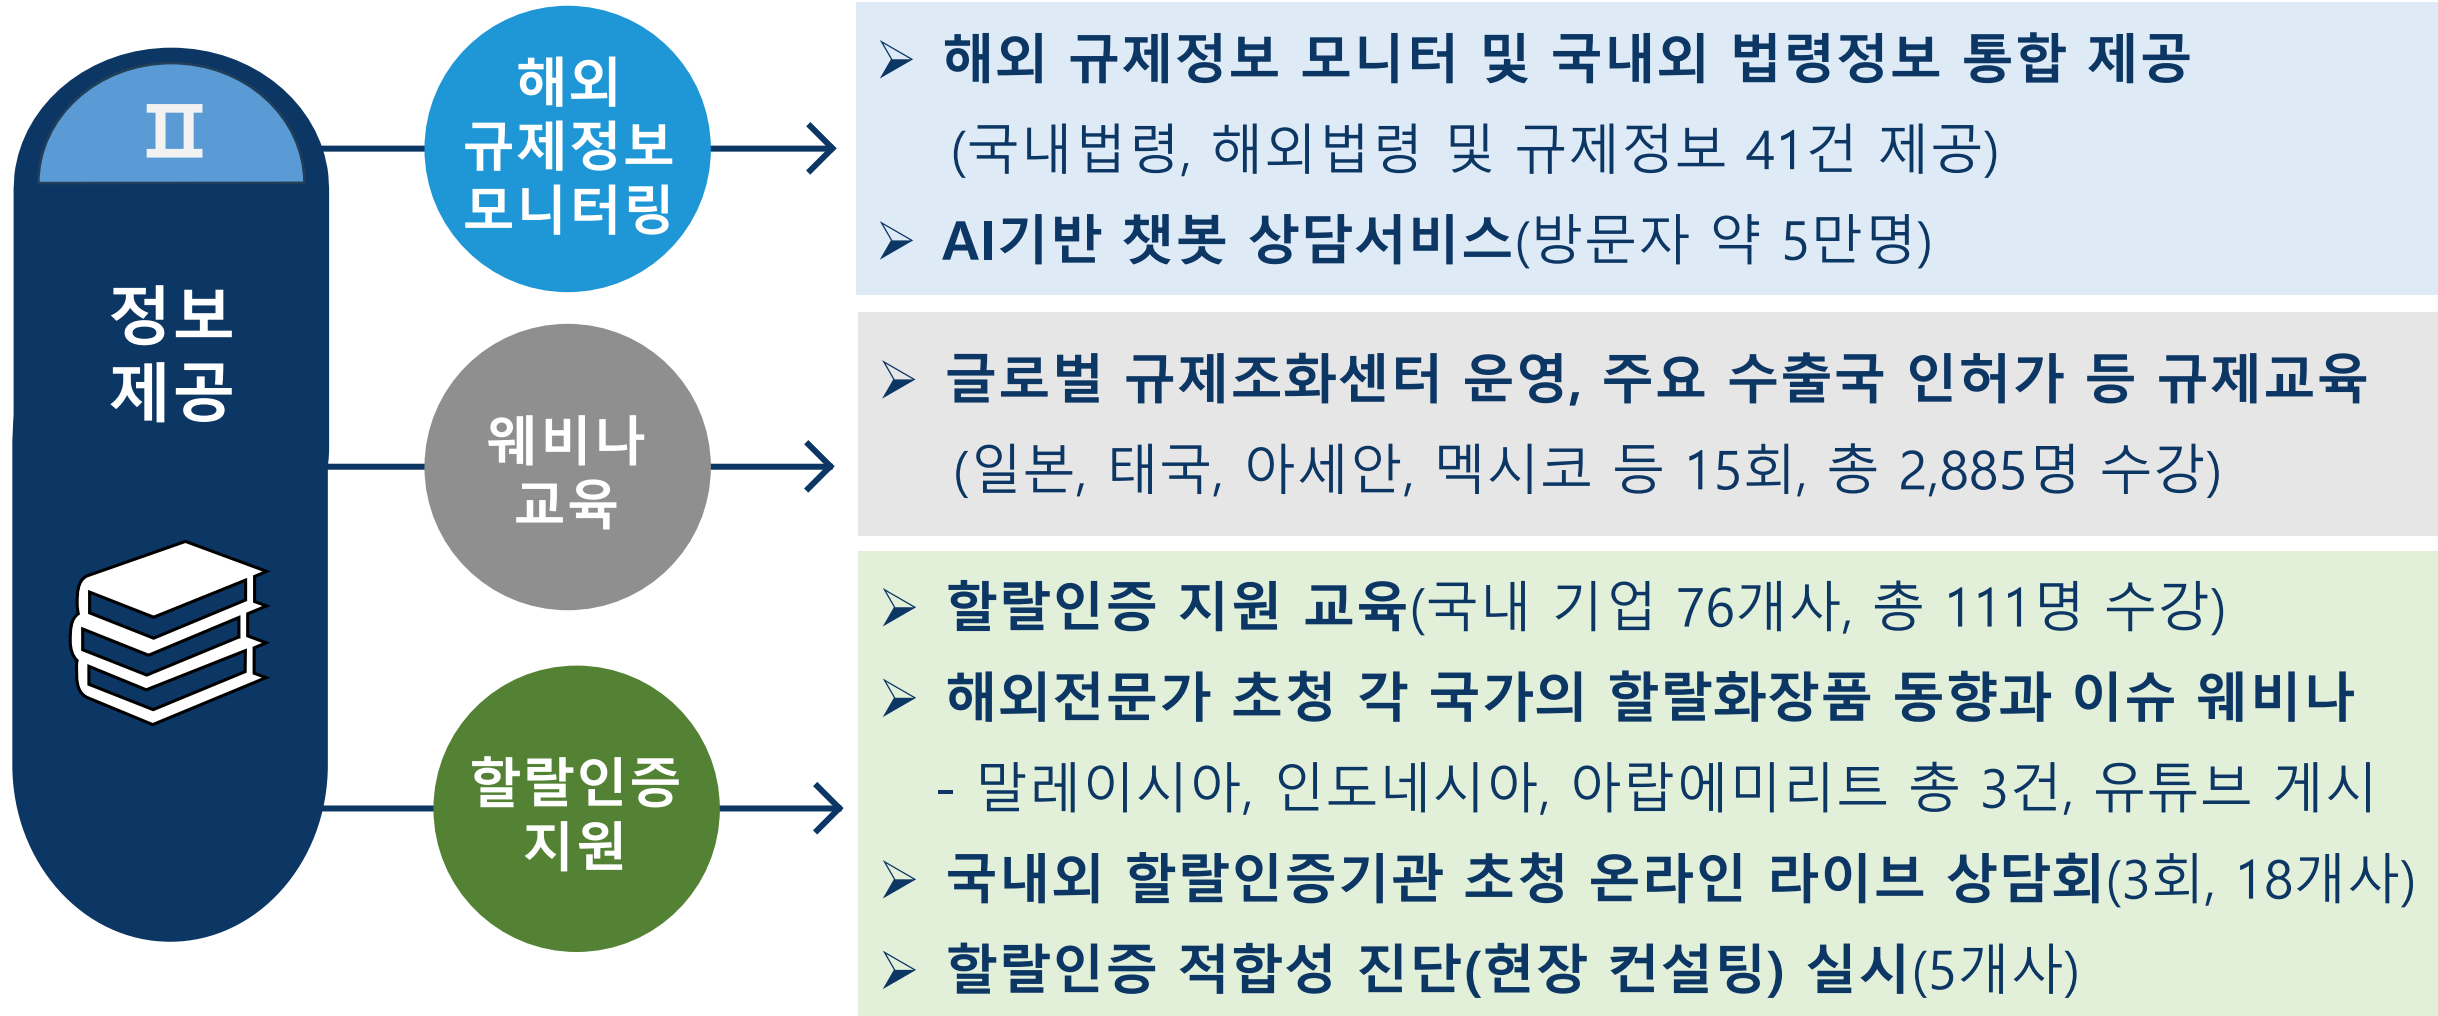 Ⅱ
정보
제공
해외
규제정보
모니터링
➢ 해외 규제정보 모니터 및 국내외 법령정보 통합 제공
(국내법령, 해외법령 및 규제정보 41건 제공)
➢ AI기반 챗봇 상담서비스(방문자 약 5만명)
웨비나
교육
➢ 글로벌 규제조화센터 운영, 주요 수출국 인허가 등 규제교육
(일본, 태국, 아세안, 멕시코 등 15회, 총 2,885명 수강)
할랄인증
지원
➢ 할랄인증 지원 교육(국내 기업 76개사, 총 111명 수강)
➢ 해외전문가 초청 각 국가의 할랄화장품 동향과 이슈 웨비나
- 말레이시아, 인도네시아, 아랍에미리트 총 3건, 유튜브 게시
➢ 국내외 할랄인증기관 초청 온라인 라이브 상담회(3회, 18개사)
➢ 할랄인증 적합성 진단(현장 컨설팅) 실시(5개사)